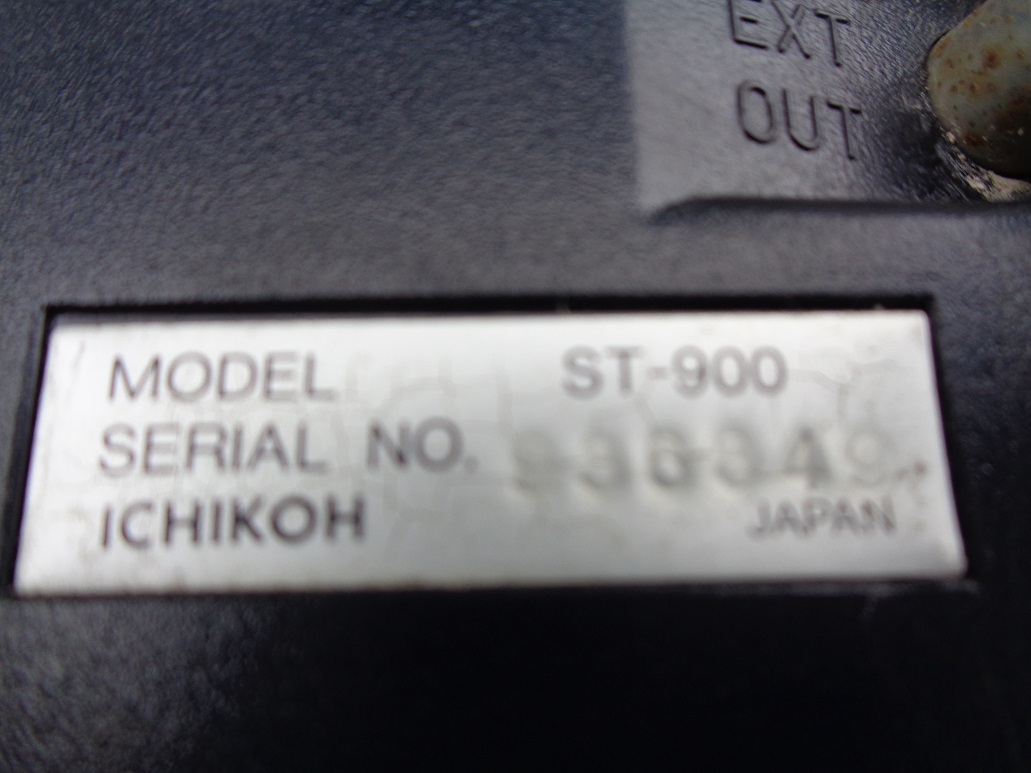 EXT
OUT
MODEL ST-900
SERIAL NO.
ICHIKOH JAPAN